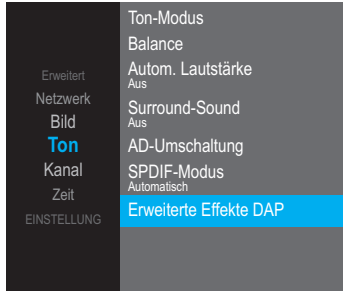 Erweitert
Netzwerk
Bild
Ton
Kanal
Zeit
EINSTELLUNG
Ton-Modus
Balance
Autom. Lautstärke
Aus
Surround-Sound
Aus
AD-Umschaltung
SPDIF-Modus
Automatisch
Erweiterte Effekte DAP